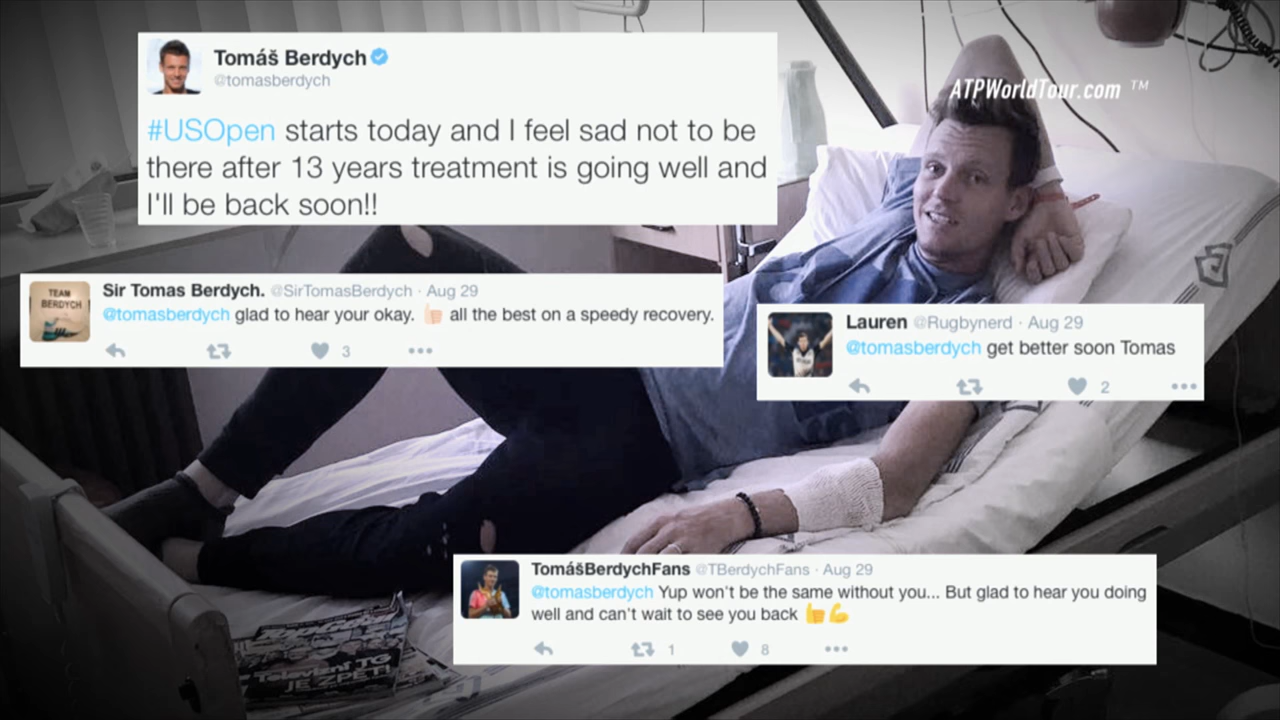 ATPWorldTour.com ™
Tomáš Berdych
@tomasberdych
#USOpen starts today and I feel sad not to be
there after 13 years treatment is going well and
I'll be back soon!!
TEAM
BERDYCH
Sir Tomas Berdych. @SirTomasBerdych · Aug 29
@tomasberdych glad to hear your okay. 👍 all the best on a speedy recovery.
3
Lauren @Rugbynerd · Aug 29
@tomasberdych get better soon Tomas
2
TomášBerdychFans @TBerdychFans · Aug 29
@tomasberdych Yup won't be the same without you... But glad to hear you doing
well and can't wait to see you back 👍💪
1 8
Televizní TG
JE ZPĚT!